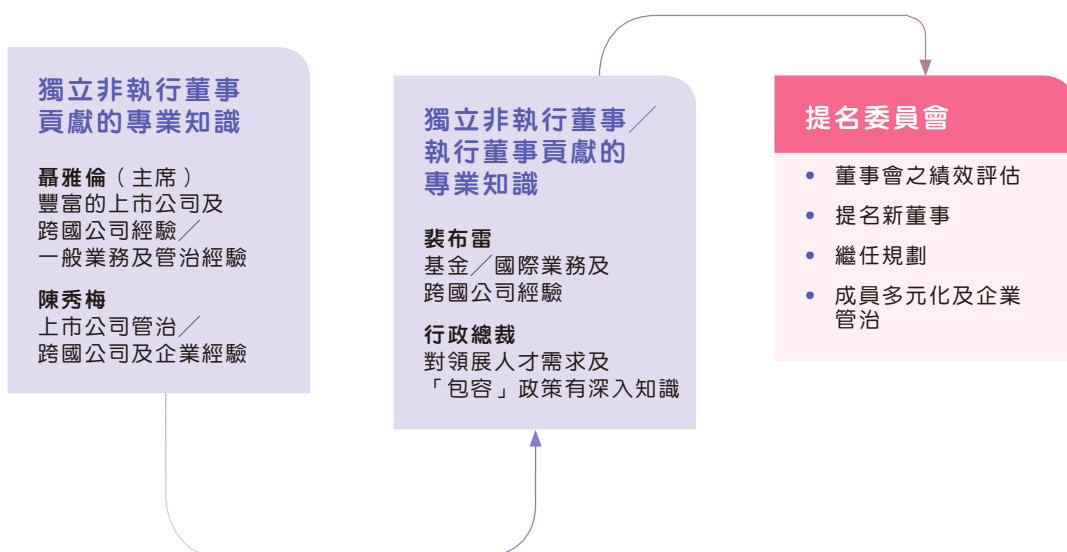 獨立非執行董事
貢獻的專業知識
聶雅倫（主席）
豐富的上市公司及
跨國公司經驗／
一般業務及管治經驗
陳秀梅
上市公司管治／
跨國公司及企業經驗
獨立非執行董事／
執行董事貢獻的
專業知識
裴布雷
基金／國際業務及
跨國公司經驗
行政總裁
對領展人才需求及
「包容」政策有深入知識
提名委員會
• 董事會之績效評估
• 提名新董事
• 繼任規劃
• 成員多元化及企業
管治